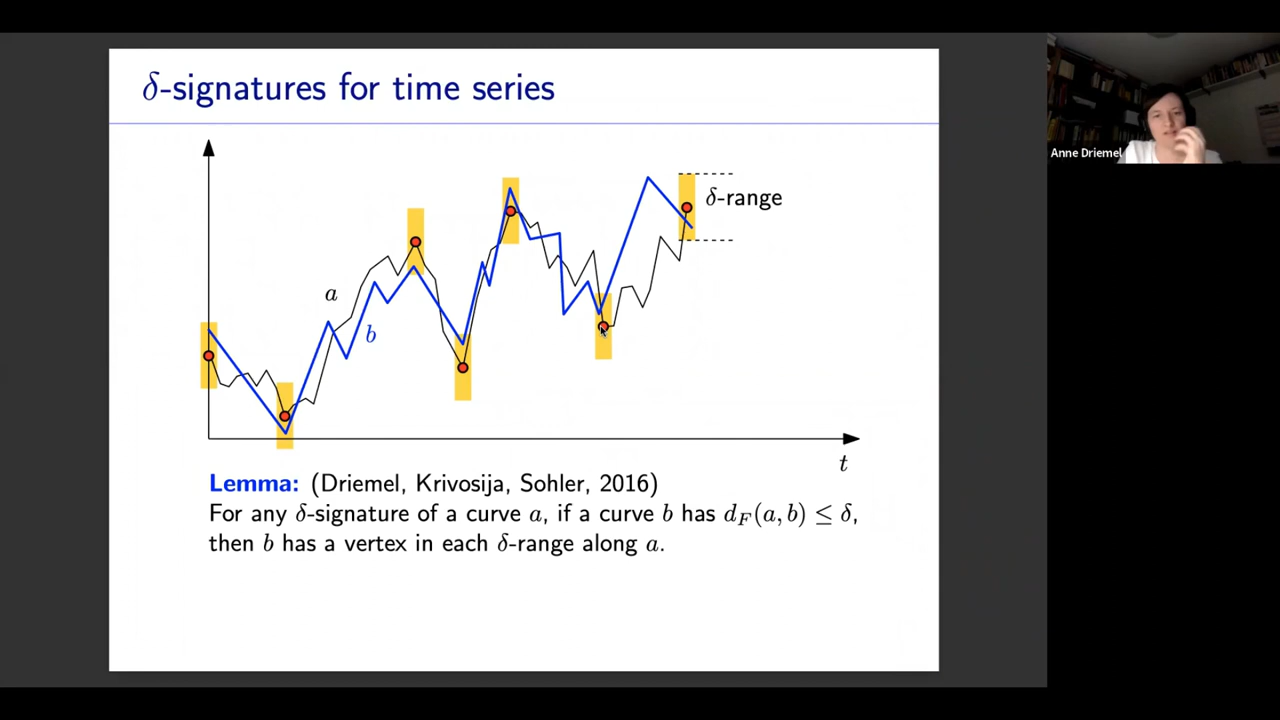 δ-signatures for time series
Anne Driemel
δ-range
a
b
t
Lemma: (Driemel, Krivosija, Sohler, 2016)
For any δ-signature of a curve a, if a curve b has d_F(a, b) ≤ δ,
then b has a vertex in each δ-range along a.